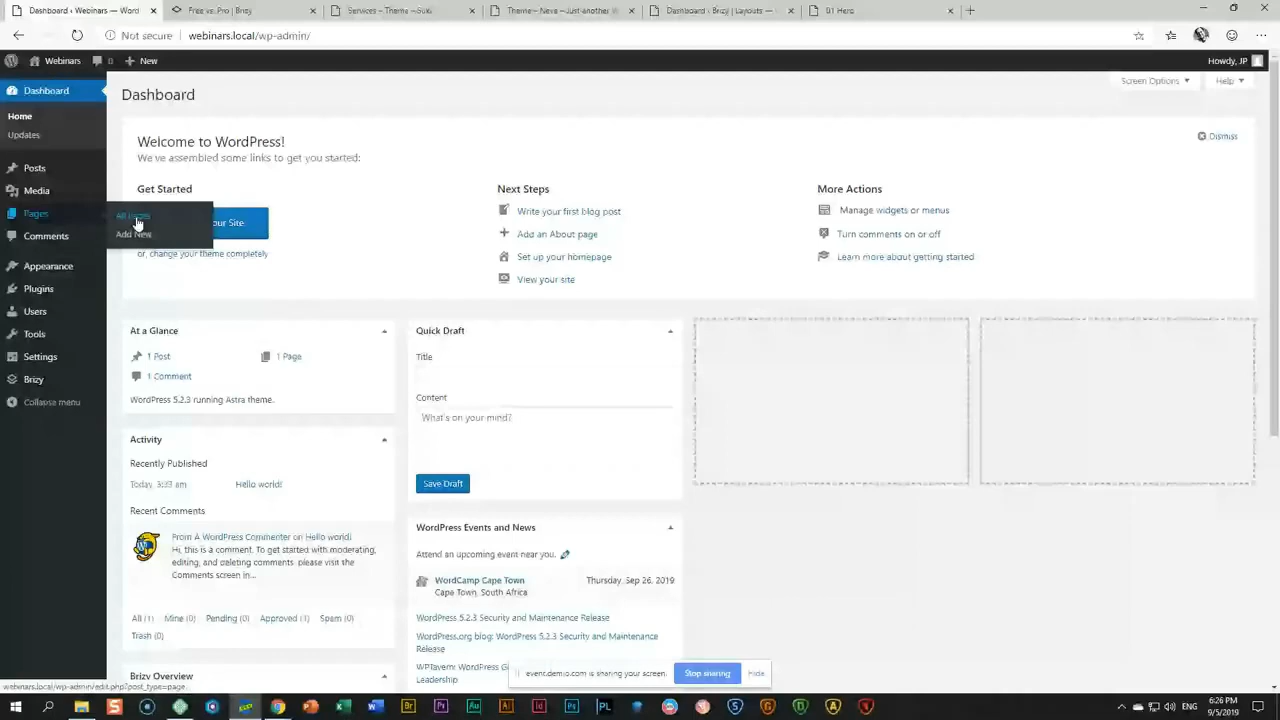 Dashboard ‹ Webinars — Word
Free vs Pro | Brizy
Services – Theme – Suki
Theme – Neve – Just another W
Dashboard ‹ Brizy | Layouts —
01 Hero
Not secure
webinars.local/wp-admin/
Webinars
0
New
Howdy, JP
Screen Options
Help
Dashboard
Home
Updates
Posts
Media
Pages
All Pages
Add New
Comments
Appearance
Plugins
Users
Tools
Settings
Brizy
Collapse menu
Dashboard
Welcome to WordPress!
We've assembled some links to get you started:
Dismiss
Get Started
Your Site
or, change your theme completely
Next Steps
Write your first blog post
Add an About page
Set up your homepage
View your site
More Actions
Manage widgets or menus
Turn comments on or off
Learn more about getting started
At a Glance
1 Post
1 Page
1 Comment
WordPress 5.2.3 running Astra theme.
Activity
Recently Published
Today, 3:33 am
Hello world!
Recent Comments
From A WordPress Commenter on Hello world!
Hi, this is a comment. To get started with moderating,
editing, and deleting comments, please visit the
Comments screen in...
All (1)
Mine (0)
Pending (0)
Approved (1)
Spam (0)
Trash (0)
Brizy Overview
Quick Draft
Title
Content
What's on your mind?
Save Draft
WordPress Events and News
Attend an upcoming event near you.
WordCamp Cape Town
Thursday, Sep 26, 2019
Cape Town, South Africa
WordPress 5.2.3 Security and Maintenance Release
WordPress.org blog: WordPress 5.2.3 Security and Maintenance
Release
WPTavern: WordPress G
Leadership
event.demio.com is sharing your screen.
Stop sharing
Hide
webinars.local/wp-admin/edit.php?post_type=page
ENG
6:26 PM
9/5/2019